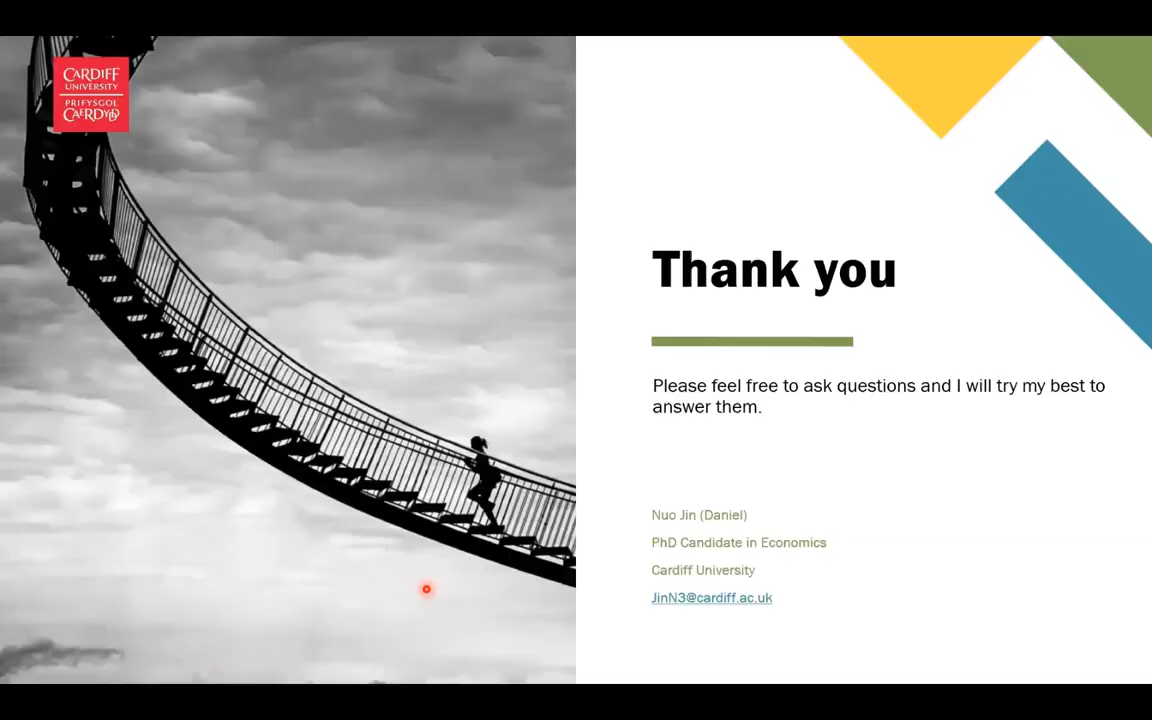 CARDIFF
UNIVERSITY
PRIFYSGOL
CAERDYDD
Thank you
Please feel free to ask questions and I will try my best to
answer them.
Nuo Jin (Daniel)
PhD Candidate in Economics
Cardiff University
JinN3@cardiff.ac.uk